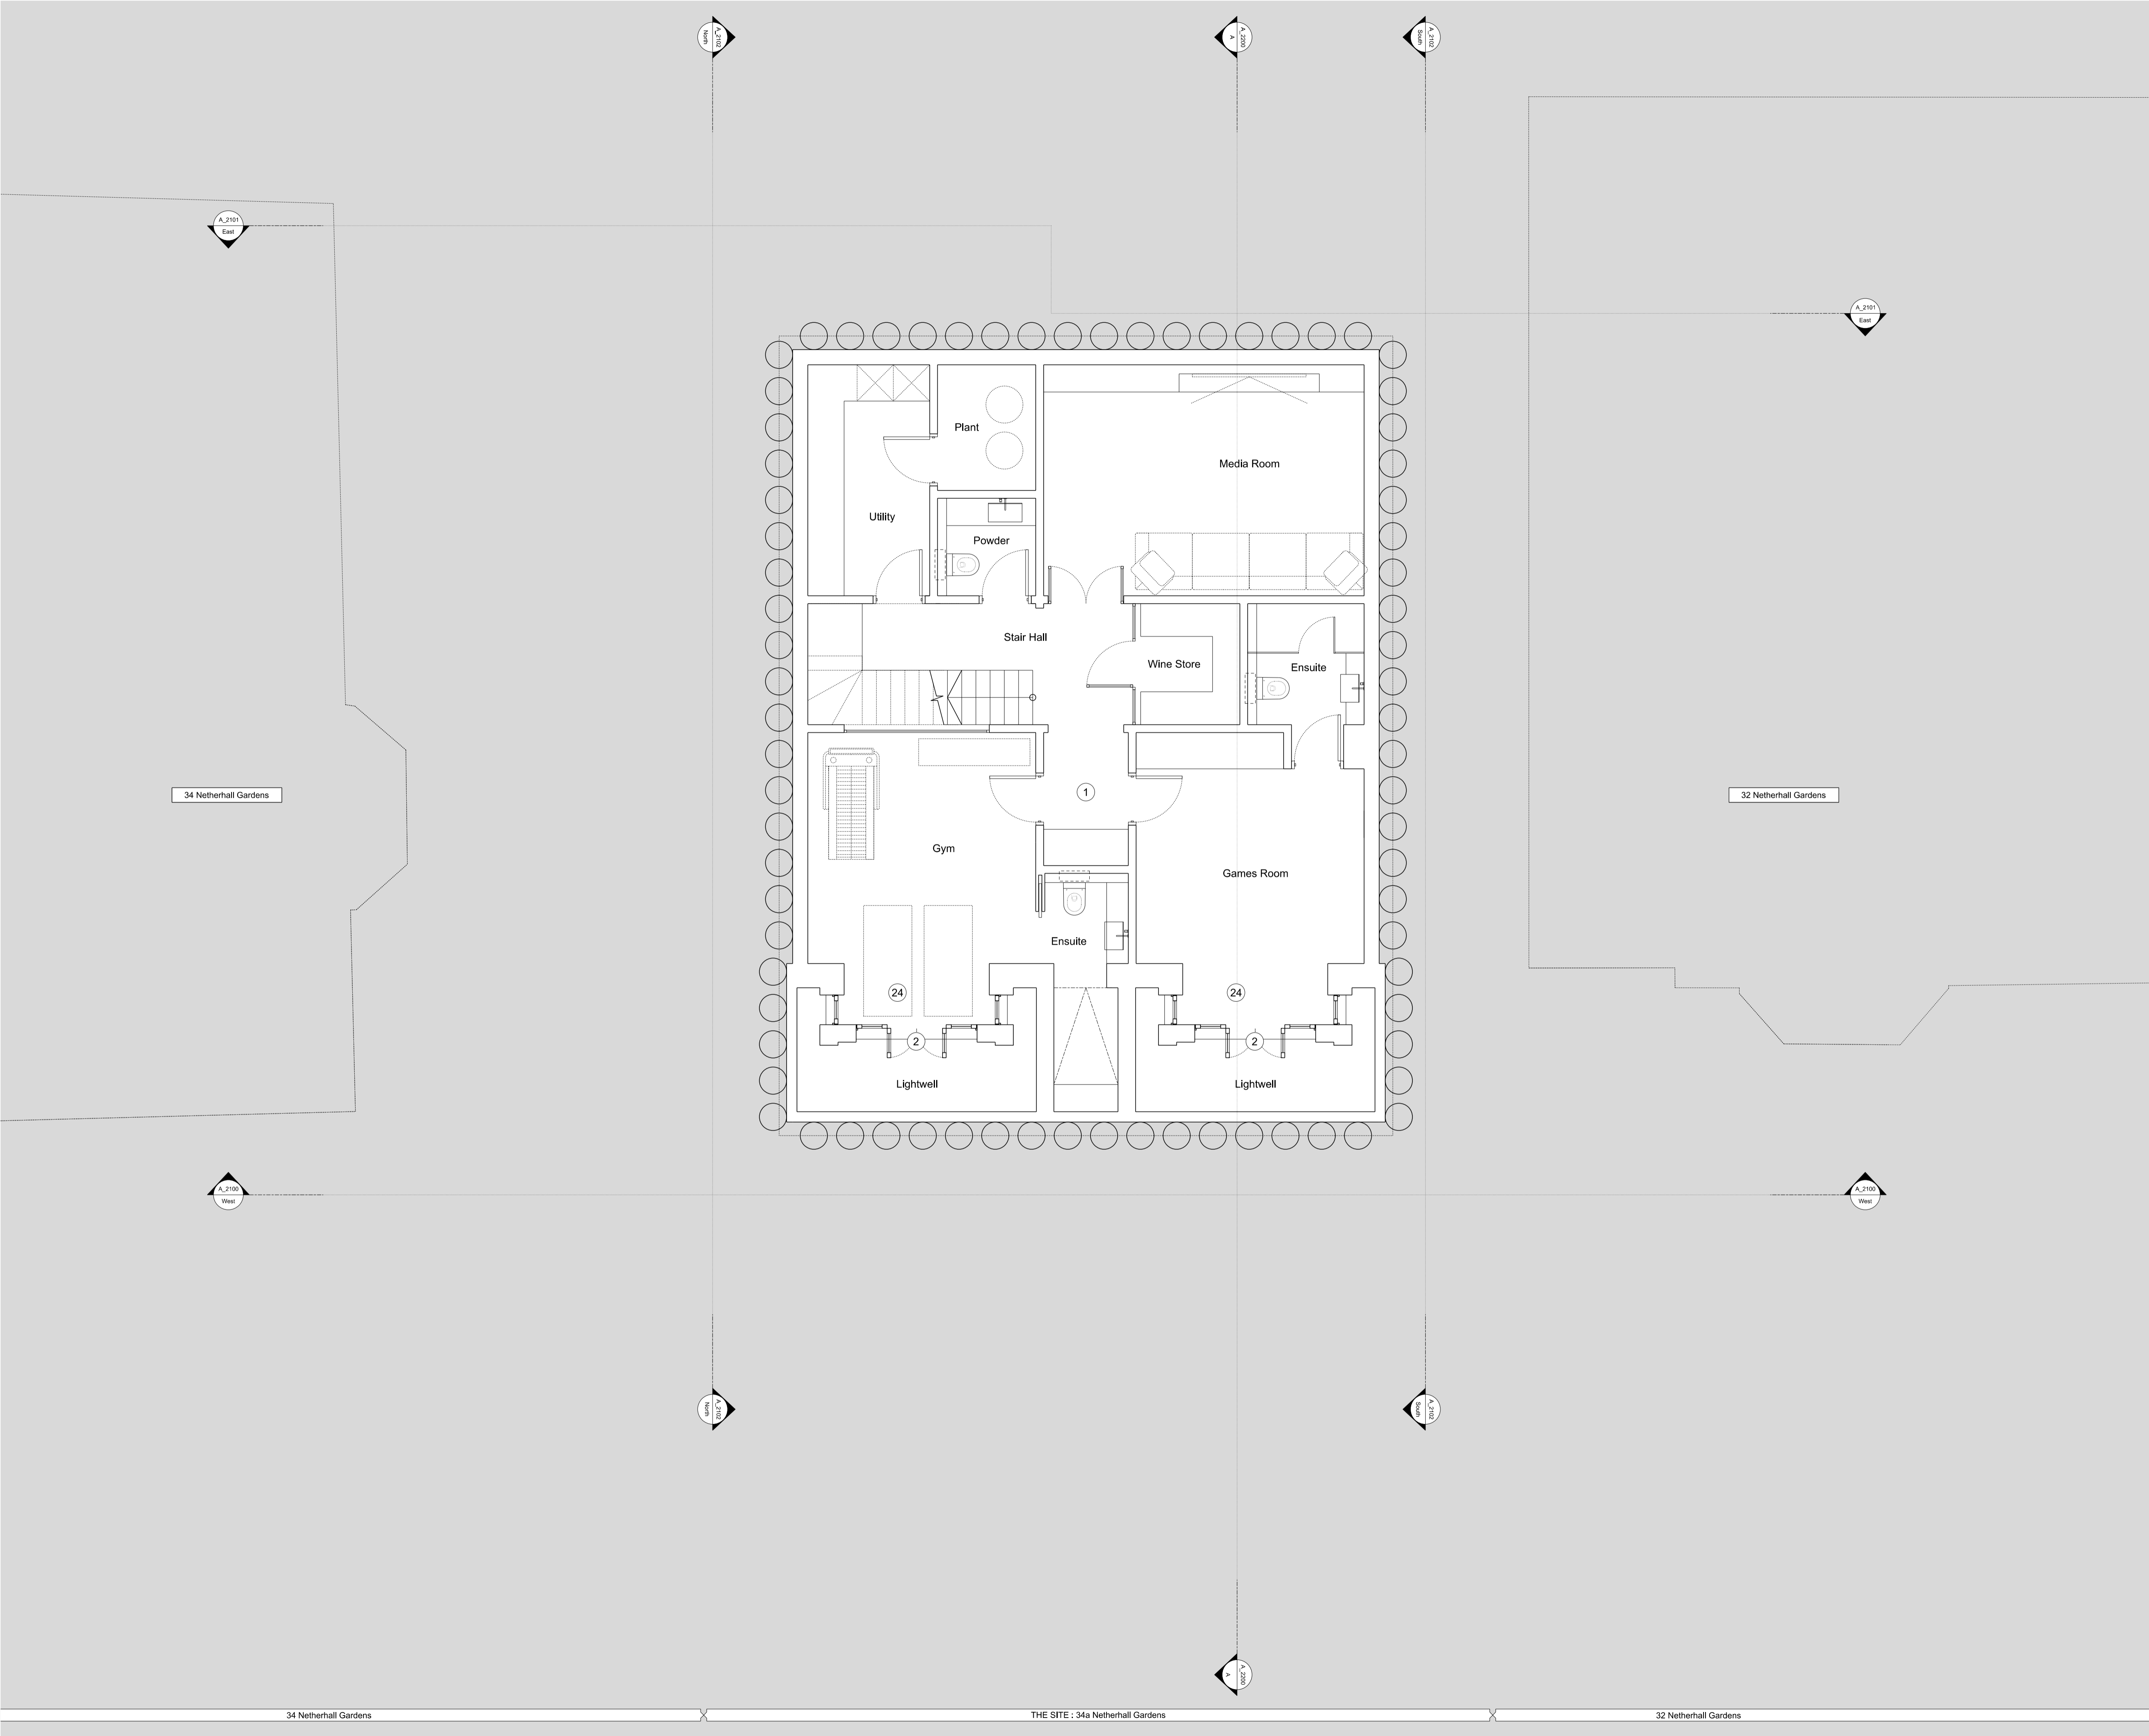 A_2102
North
A_2200
A
A_2102
South
A_2101
East
A_2101
East
Plant
Media Room
Utility
Powder
Stair Hall
Wine Store
Ensuite
34 Netherhall Gardens
1
32 Netherhall Gardens
Gym
Games Room
Ensuite
24
24
2
2
Lightwell
Lightwell
A_2100
West
A_2100
West
A_2102
North
A_2102
South
A_2200
A
34 Netherhall Gardens
THE SITE : 34a Netherhall Gardens
32 Netherhall Gardens